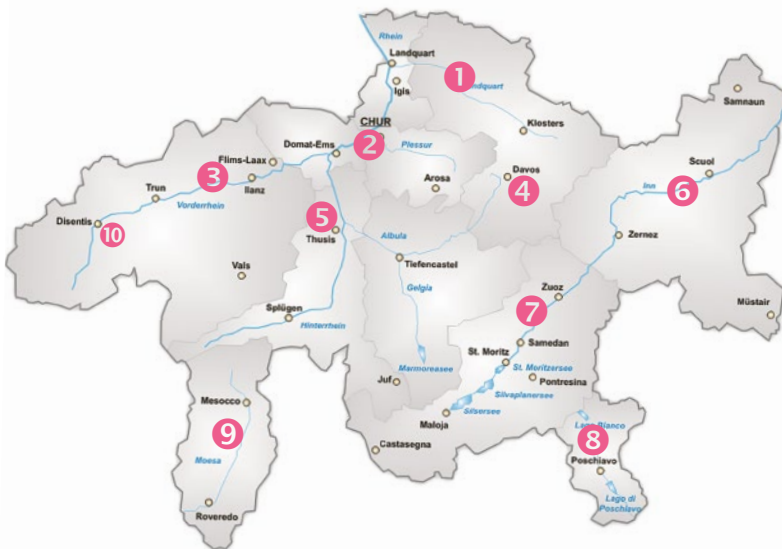 Rhein
Landquart
Igis
1
ndquart
Samnaun
CHUR
2
Klosters
Domat-Ems
Plessur
Flims-Laax
3
Ilanz
Trun
Vorderrhein
Arosa
Davos
4
Scuol
Inn
6
Disentis
10
5
Thusis
Albula
Zernez
Tiefencastel
Vals
Gelgia
Zuoz
7
Müstair
Splügen
Hinterrhein
Samedan
St. Moritz
St. Moritzersee
Marmoreasee
Juf
Pontresina
Silvaplanersee
Silsersee
Maloja
Mesocco
9
Moesa
Castasegna
Lago Bianco
8
Poschiavo
Lago di
Poschiavo
Roveredo